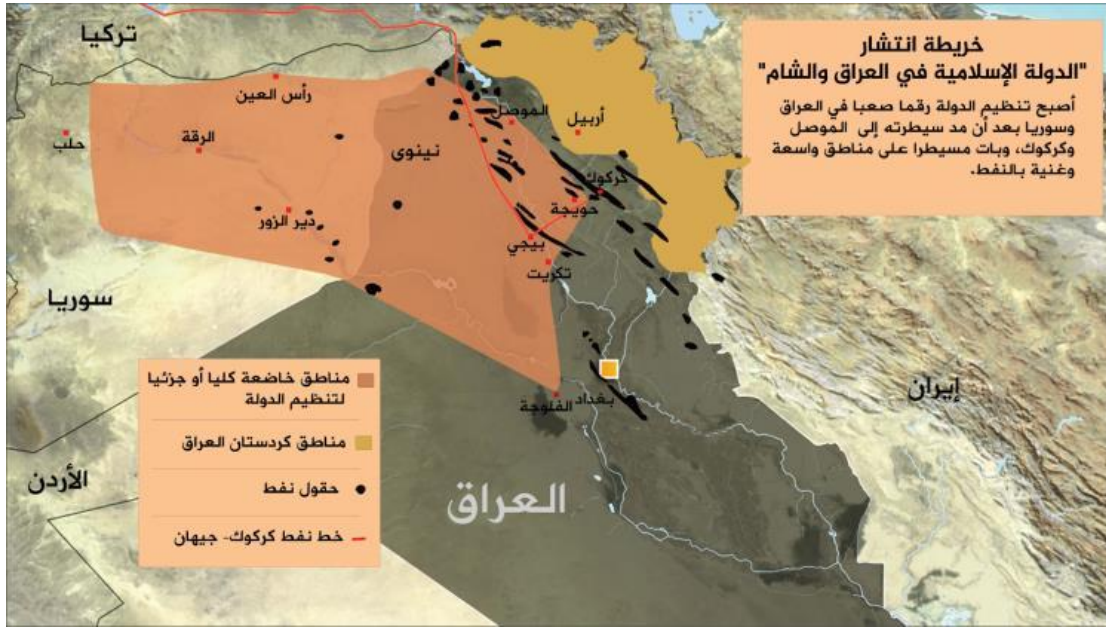 خريطة انتشار
"الدولة الإسلامية في العراق والشام"
أصبح تنظيم الدولة رقما صعبا في العراق
وسوريا بعد أن مد سيطرته إلى الموصل
وكركوك، وبات مسيطرا على مناطق واسعة
وغنية بالنفط.
تركيا
رأس العين
الموصل
أربيل
حلب
الرقة
نينوى
كركوك
حويجة
دير الزور
بيجي
تكريت
سوريا
إيران
بغداد
الفلوجة
الأردن
العراق
مناطق خاضعة كليا أو جزئيا
لتنظيم الدولة
مناطق كردستان العراق
حقول نفط
خط نفط كركوك- جيهان